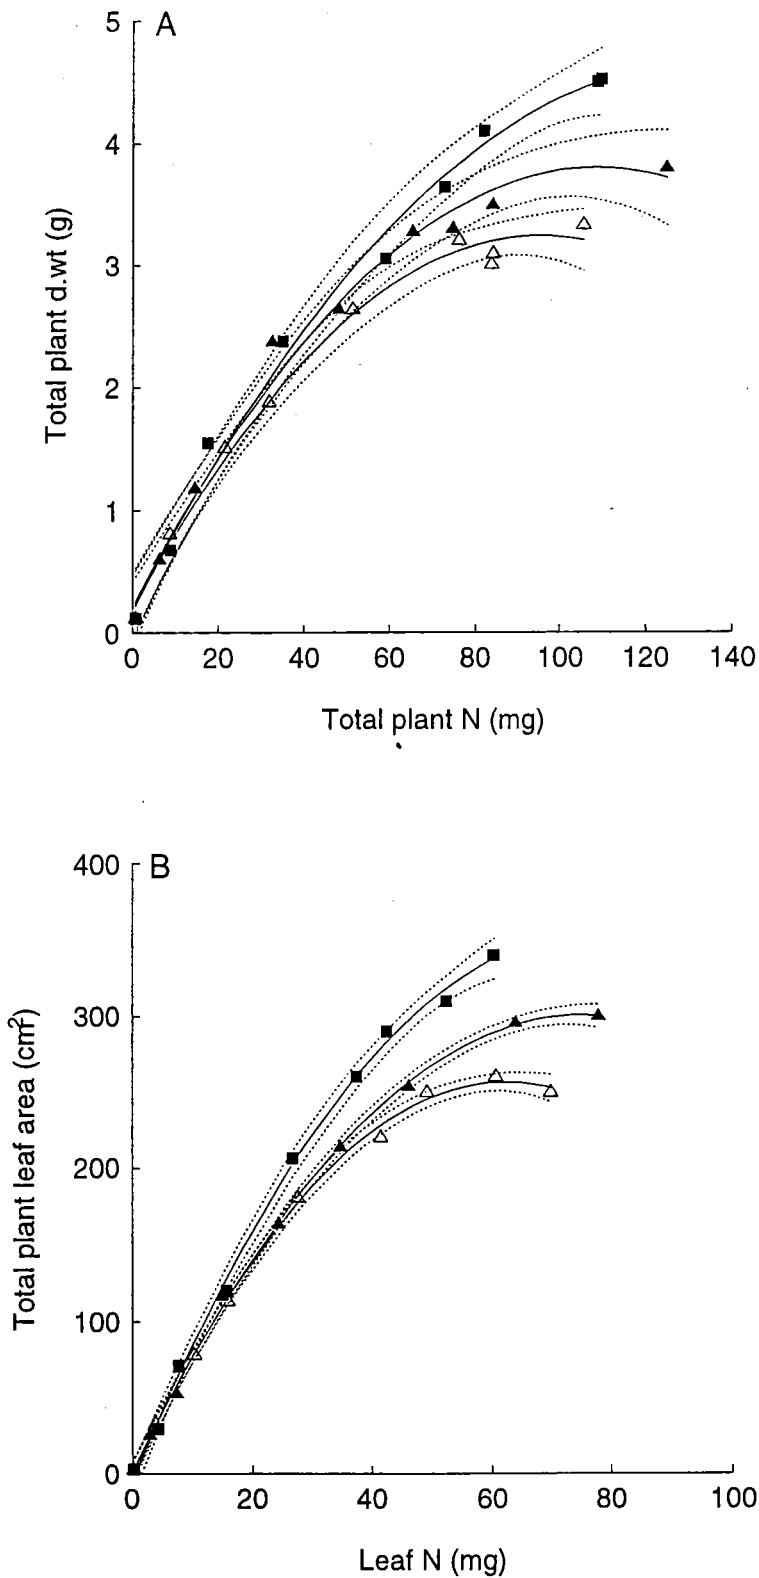 A
5
4
3
2
1
0
Total plant d.wt (g)
0 20 40 60 80 100 120 140
Total plant N (mg)
B
400
300
200
100
0
Total plant leaf area (cm²)
0 20 40 60 80 100
Leaf N (mg)